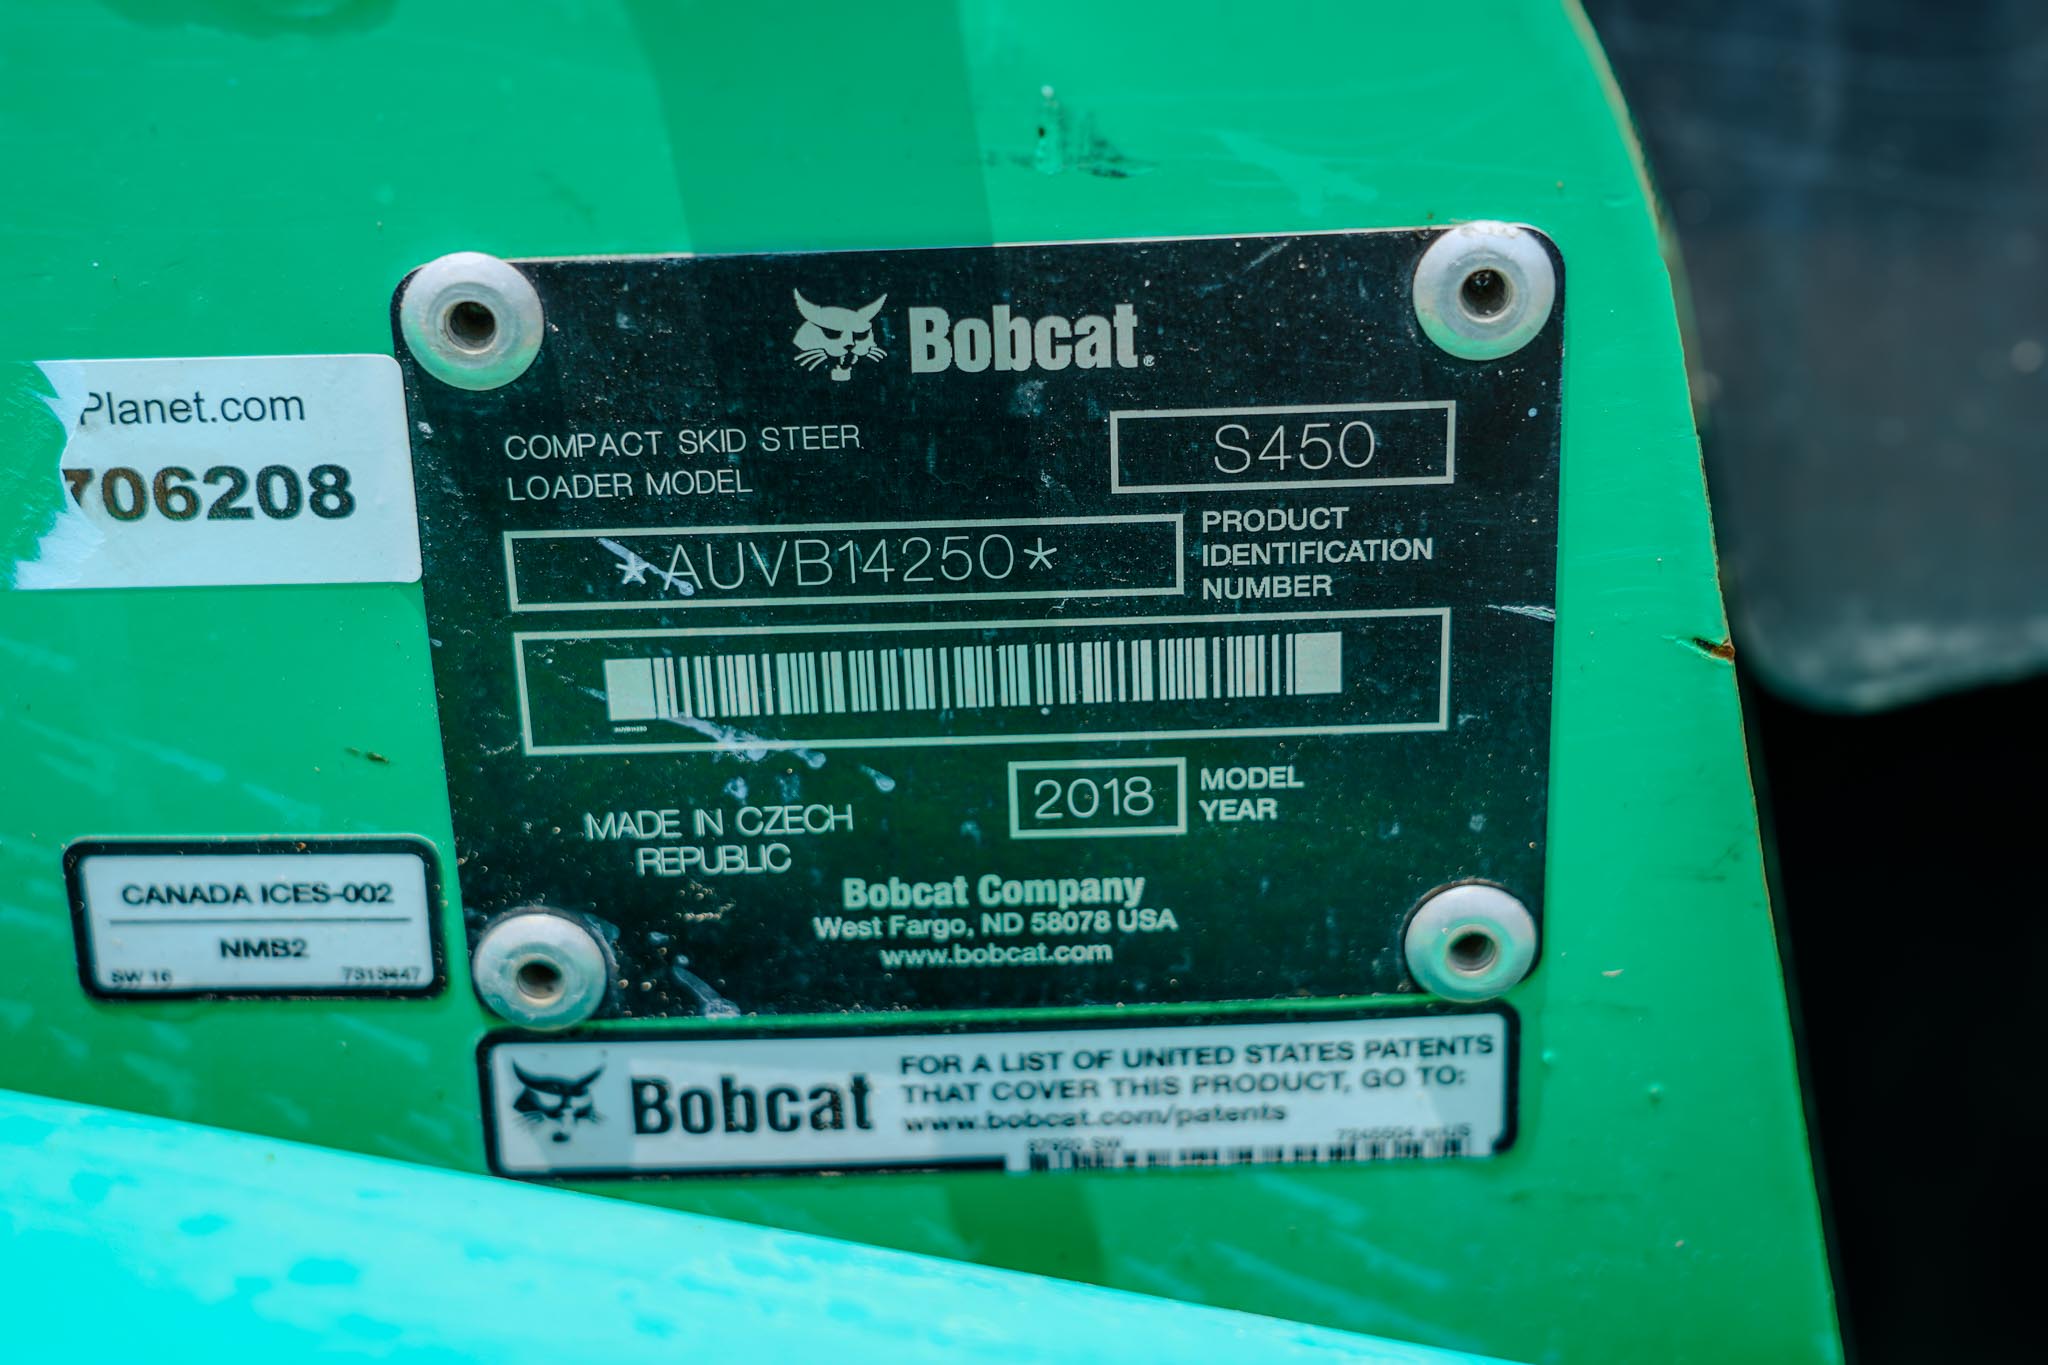 Bobcat®
COMPACT SKID STEER
LOADER MODEL
S450
*AUVB14250*
PRODUCT
IDENTIFICATION
NUMBER
AUVB14250
2018
MODEL
YEAR
MADE IN CZECH
REPUBLIC
Bobcat Company
West Fargo, ND 58078 USA
www.bobcat.com
Planet.com
706208
CANADA ICES-002
NMB2
SW 16
7313447
Bobcat
FOR A LIST OF UNITED STATES PATENTS
THAT COVER THIS PRODUCT, GO TO:
www.bobcat.com/patents